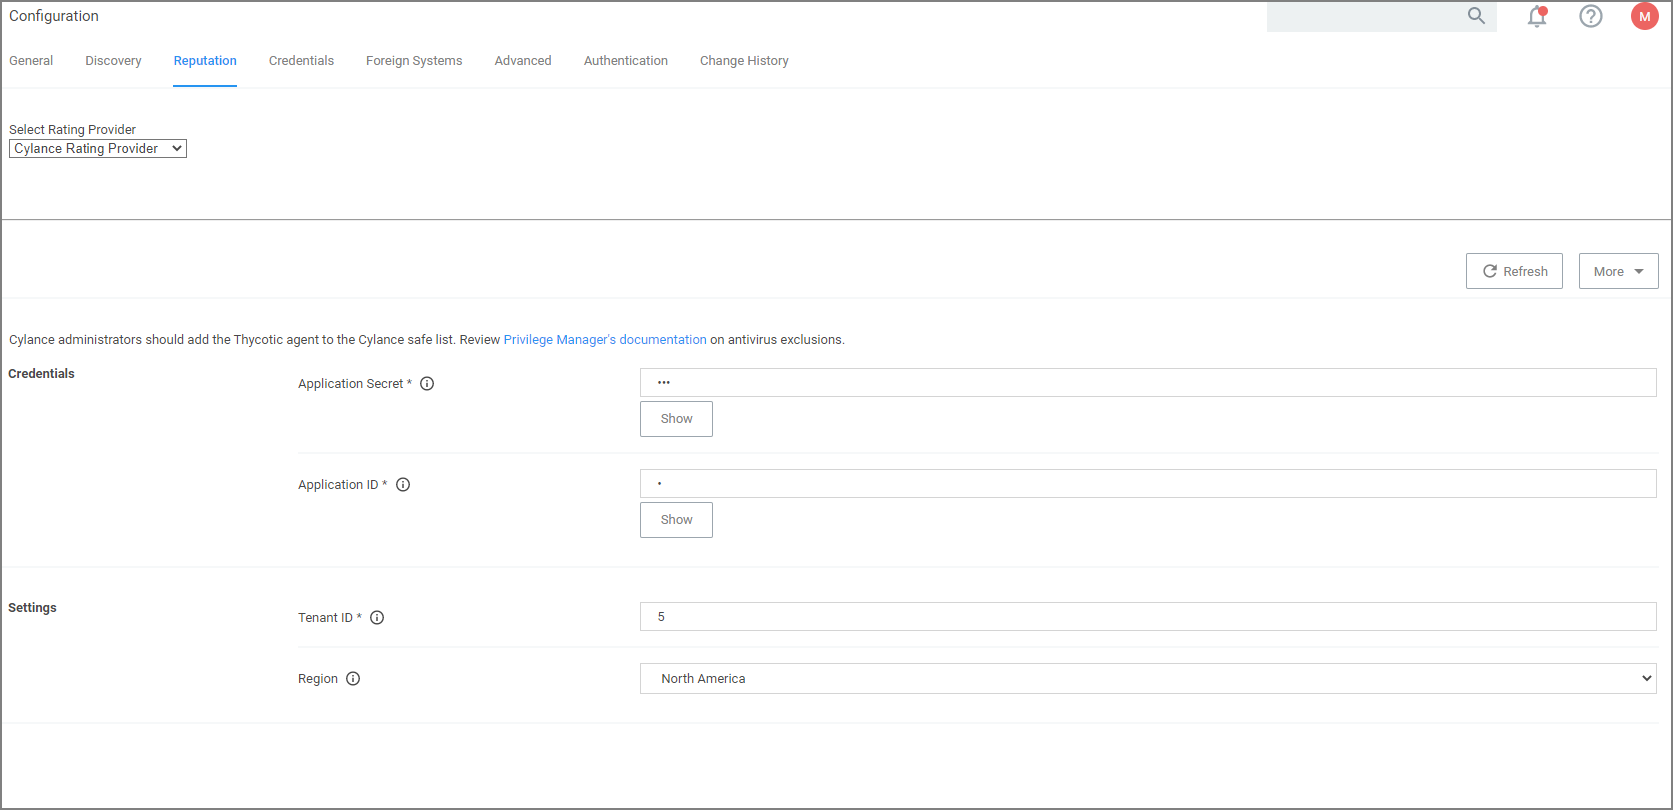 Configuration
M
General Discovery Reputation Credentials Foreign Systems Advanced Authentication Change History
Select Rating Provider
Cylance Rating Provider
Refresh More
Cylance administrators should add the Thycotic agent to the Cylance safe list. Review Privilege Manager's documentation on antivirus exclusions.
Credentials
Application Secret *
•••
Show
Application ID *
•
Show
Settings
Tenant ID *
5
Region
North America